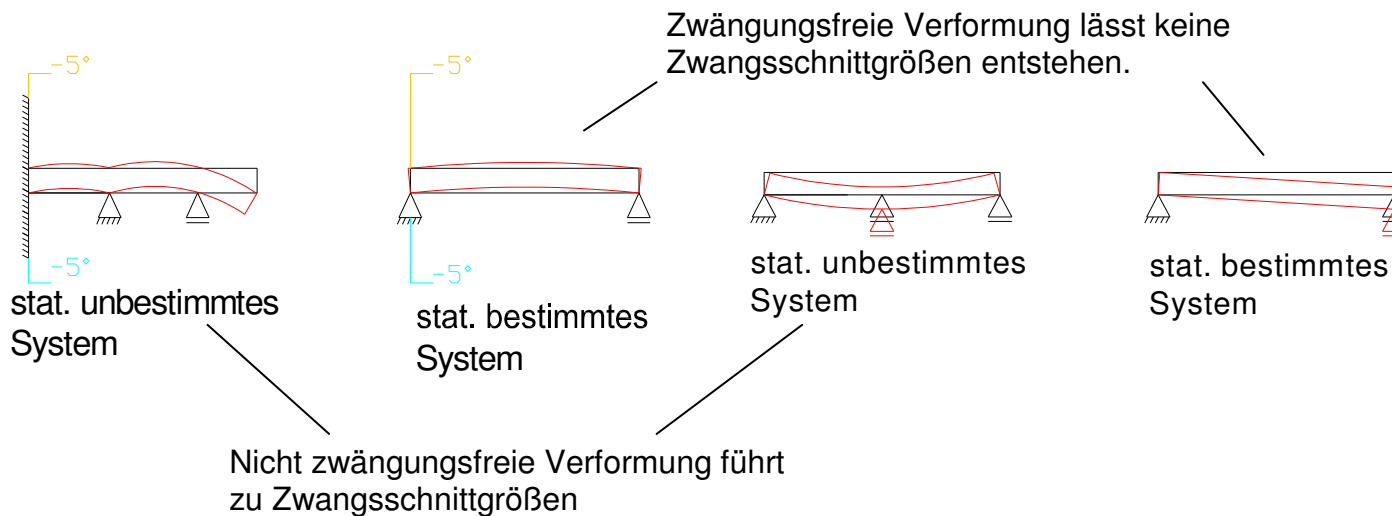 Zwängungsfreie Verformung lässt keine
Zwangsschnittgrößen entstehen.
-5°
-5°
-5°
-5°
stat. unbestimmtes
System
stat. bestimmtes
System
stat. unbestimmtes
System
stat. bestimmtes
System
Nicht zwängungsfreie Verformung führt
zu Zwangsschnittgrößen